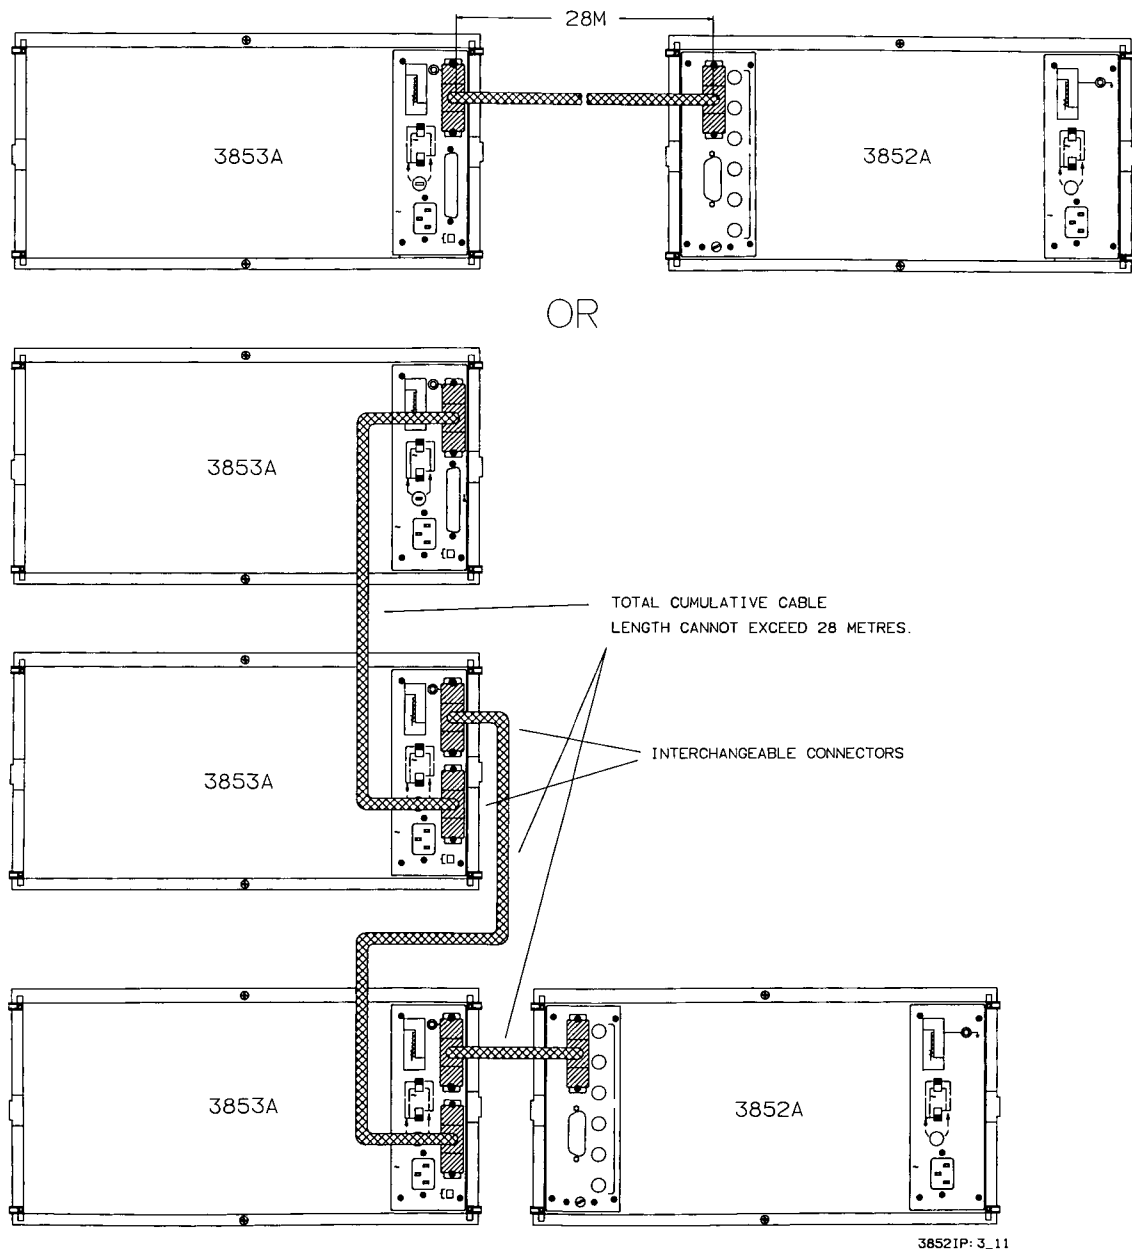 28M
3853A
3852A
OR
3853A
TOTAL CUMULATIVE CABLE
LENGTH CANNOT EXCEED 28 METRES.
INTERCHANGEABLE CONNECTORS
3853A
3853A
3852A
3852IP: 3_11